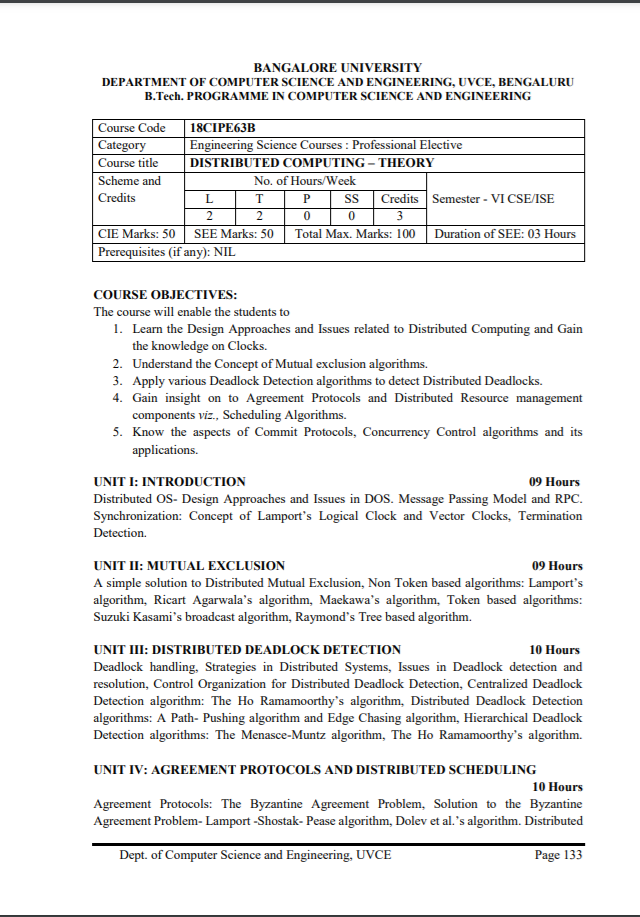 BANGALORE UNIVERSITY
DEPARTMENT OF COMPUTER SCIENCE AND ENGINEERING, UVCE, BENGALURU
B.Tech. PROGRAMME IN COMPUTER SCIENCE AND ENGINEERING
Course Code 18CIPE63B
Category Engineering Science Courses : Professional Elective
Course title DISTRIBUTED COMPUTING – THEORY
Scheme and Credits No. of Hours/Week Semester - VI CSE/ISE
L T P SS Credits
2 2 0 0 3
CIE Marks: 50 SEE Marks: 50 Total Max. Marks: 100 Duration of SEE: 03 Hours
Prerequisites (if any): NIL
COURSE OBJECTIVES:
The course will enable the students to
1. Learn the Design Approaches and Issues related to Distributed Computing and Gain
the knowledge on Clocks.
2. Understand the Concept of Mutual exclusion algorithms.
3. Apply various Deadlock Detection algorithms to detect Distributed Deadlocks.
4. Gain insight on to Agreement Protocols and Distributed Resource management
components viz., Scheduling Algorithms.
5. Know the aspects of Commit Protocols, Concurrency Control algorithms and its
applications.
UNIT I: INTRODUCTION 09 Hours
Distributed OS- Design Approaches and Issues in DOS. Message Passing Model and RPC.
Synchronization: Concept of Lamport’s Logical Clock and Vector Clocks, Termination
Detection.
UNIT II: MUTUAL EXCLUSION 09 Hours
A simple solution to Distributed Mutual Exclusion, Non Token based algorithms: Lamport’s
algorithm, Ricart Agarwala’s algorithm, Maekawa’s algorithm, Token based algorithms:
Suzuki Kasami’s broadcast algorithm, Raymond’s Tree based algorithm.
UNIT III: DISTRIBUTED DEADLOCK DETECTION 10 Hours
Deadlock handling, Strategies in Distributed Systems, Issues in Deadlock detection and
resolution, Control Organization for Distributed Deadlock Detection, Centralized Deadlock
Detection algorithm: The Ho Ramamoorthy’s algorithm, Distributed Deadlock Detection
algorithms: A Path- Pushing algorithm and Edge Chasing algorithm, Hierarchical Deadlock
Detection algorithms: The Menasce-Muntz algorithm, The Ho Ramamoorthy’s algorithm.
UNIT IV: AGREEMENT PROTOCOLS AND DISTRIBUTED SCHEDULING
10 Hours
Agreement Protocols: The Byzantine Agreement Problem, Solution to the Byzantine
Agreement Problem- Lamport -Shostak- Pease algorithm, Dolev et al.’s algorithm. Distributed
Dept. of Computer Science and Engineering, UVCE Page 133